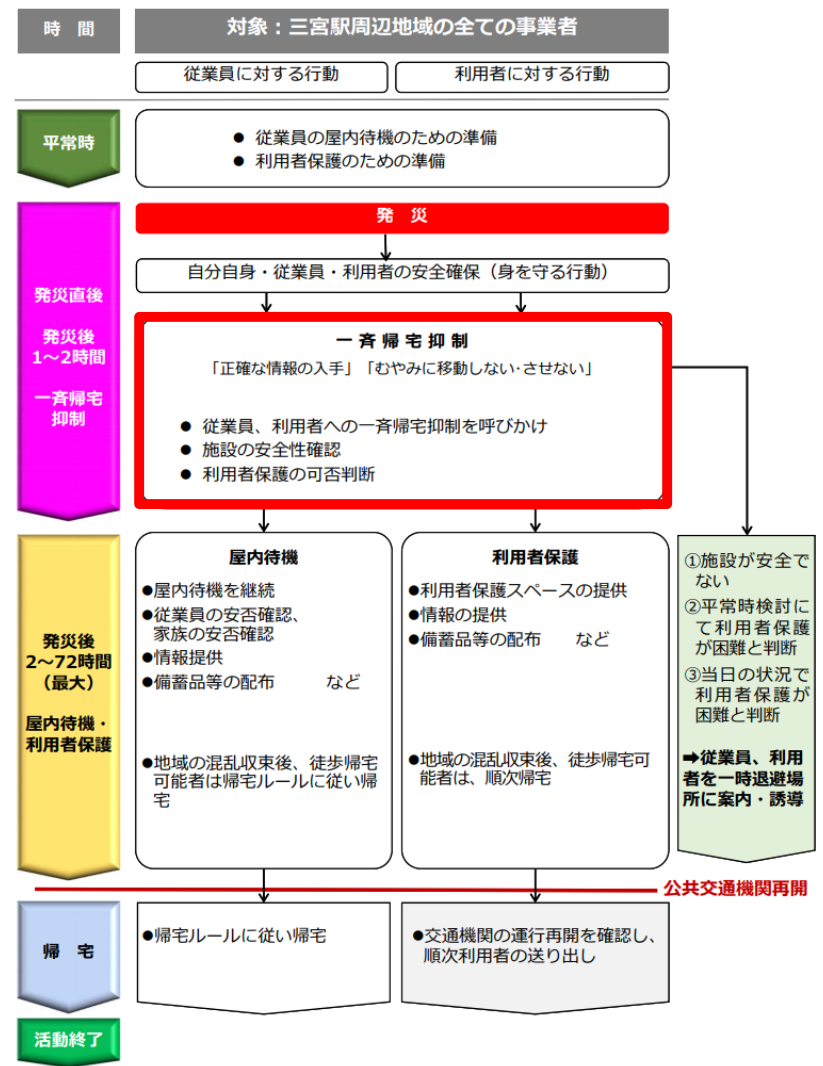 時　間
対象：三宮駅周辺地域の全ての事業者
従業員に対する行動
利用者に対する行動
平常時
● 従業員の屋内待機のための準備
● 利用者保護のための準備
発災直後
発災後
1～2時間
一斉帰宅
抑制
発　災
自分自身・従業員・利用者の安全確保（身を守る行動）
一 斉 帰 宅 抑 制
「正確な情報の入手」「むやみに移動しない・させない」
● 従業員、利用者への一斉帰宅抑制を呼びかけ
● 施設の安全性確認
● 利用者保護の可否判断
発災後
2～72時間
（最大）
屋内待機・
利用者保護
屋内待機
●屋内待機を継続
●従業員の安否確認、
家族の安否確認
●情報提供
●備蓄品等の配布　　　など
●地域の混乱収束後、徒歩帰宅
可能者は帰宅ルールに従い帰
宅
利用者保護
●利用者保護スペースの提供
●情報の提供
●備蓄品等の配布　　など
●地域の混乱収束後、徒歩帰宅可
能者は、順次帰宅
①施設が安全で
ない
②平常時検討に
て利用者保護
が困難と判断
③当日の状況で
利用者保護が
困難と判断
➡従業員、利用
者を一時退避場
所に案内・誘導
公共交通機関再開
帰　宅
●帰宅ルールに従い帰宅
●交通機関の運行再開を確認し、
順次利用者の送り出し
活動終了